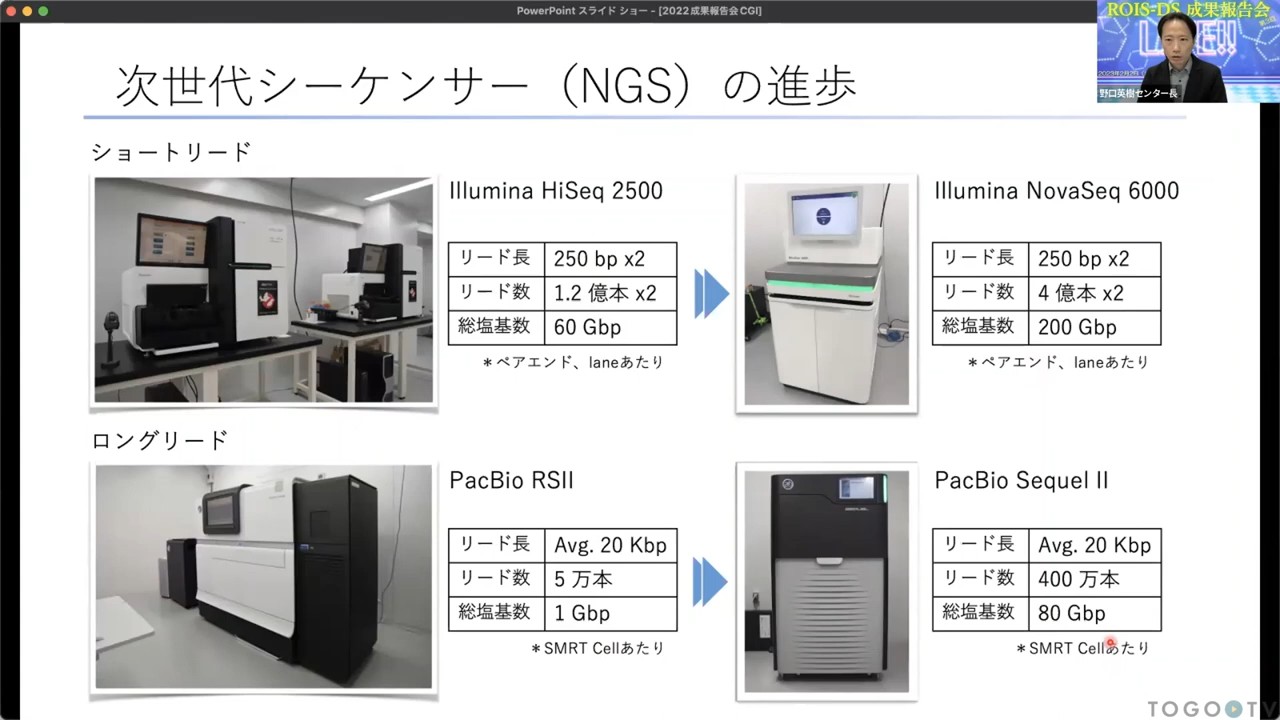 PowerPoint スライド ショー - [2022成果報告会CGI]
ROIS-DS 成果報告会
LIVE!!
野口英樹センター長
次世代シーケンサー（NGS）の進歩
ショートリード
Illumina HiSeq 2500
リード長 250 bp x2
リード数 1.2 億本 x2
総塩基数 60 Gbp
＊ペアエンド、laneあたり
Illumina NovaSeq 6000
リード長 250 bp x2
リード数 4 億本 x2
総塩基数 200 Gbp
＊ペアエンド、laneあたり
ロングリード
PacBio RSII
リード長 Avg. 20 Kbp
リード数 5 万本
総塩基数 1 Gbp
＊SMRT Cellあたり
PacBio Sequel II
リード長 Avg. 20 Kbp
リード数 400 万本
総塩基数 80 Gbp
＊SMRT Cellあたり
TOGOTV